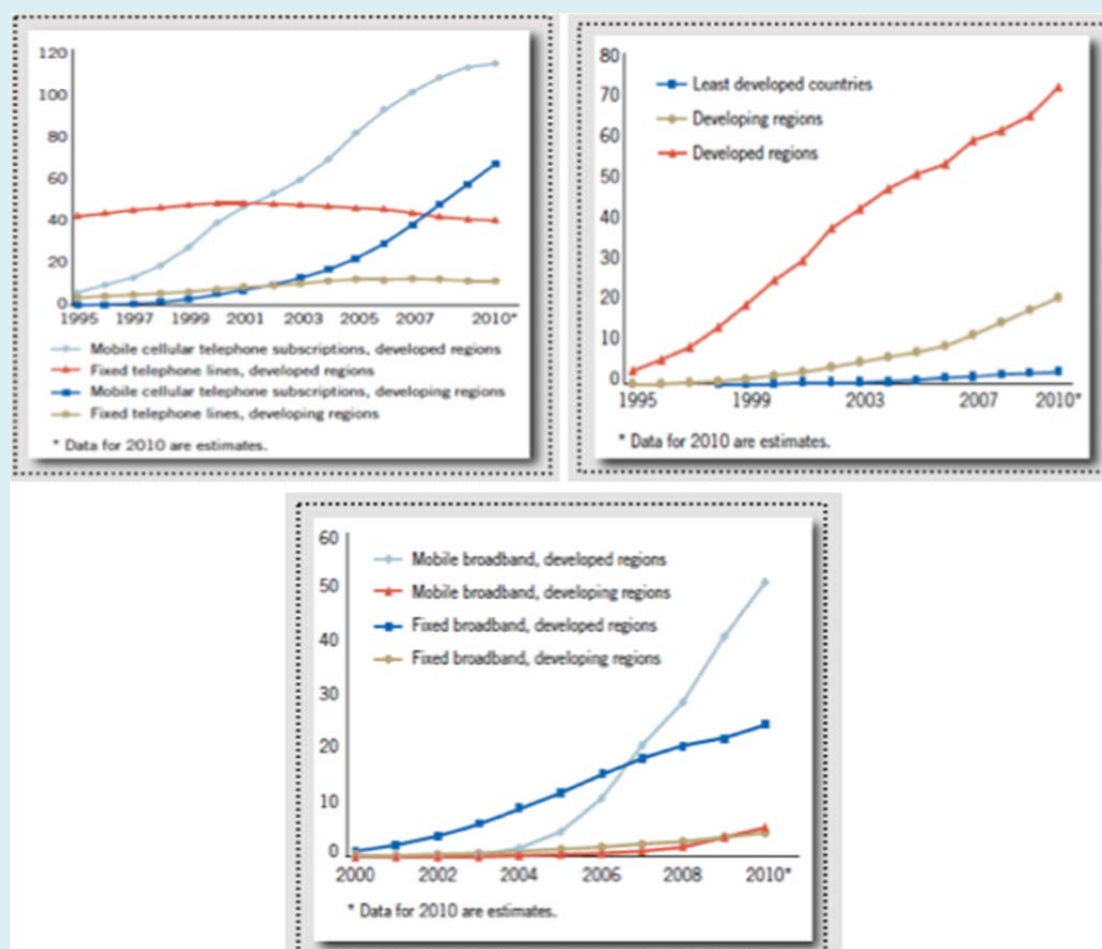 120
100
80
60
40
20
0
1995 1997 1999 2001 2003 2005 2007 2010*
Mobile cellular telephone subscriptions, developed regions
Fixed telephone lines, developed regions
Mobile cellular telephone subscriptions, developing regions
Fixed telephone lines, developing regions
* Data for 2010 are estimates.
80
70
60
50
40
30
20
10
0
Least developed countries
Developing regions
Developed regions
1995 1999 2003 2007 2010*
* Data for 2010 are estimates.
60
50
40
30
20
10
0
Mobile broadband, developed regions
Mobile broadband, developing regions
Fixed broadband, developed regions
Fixed broadband, developing regions
2000 2002 2004 2006 2008 2010*
* Data for 2010 are estimates.